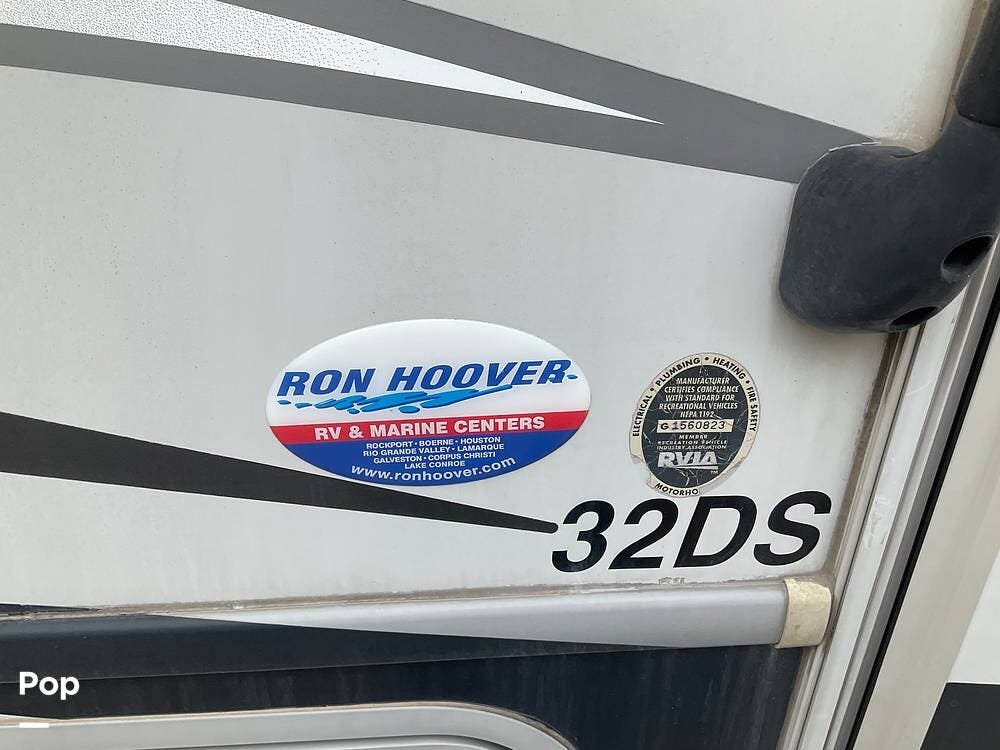 RON HOOVER
RV & MARINE CENTERS
ROCKPORT • BOERNE • HOUSTON
RIO GRANDE VALLEY • LAMARQUE
GALVESTON • CORPUS CHRISTI
LAKE CONROE
www.ronhoover.com
ELECTRICAL • PLUMBING • HEATING • FIRE SAFETY
MANUFACTURER
CERTIFIES COMPLIANCE
WITH STANDARD FOR
RECREATIONAL VEHICLES
NFPA 1192
G 1560823
MEMBER
RECREATION VEHICLE
INDUSTRY ASSOCIATION
RVIA
TM
MOTORHO
32DS
Pop